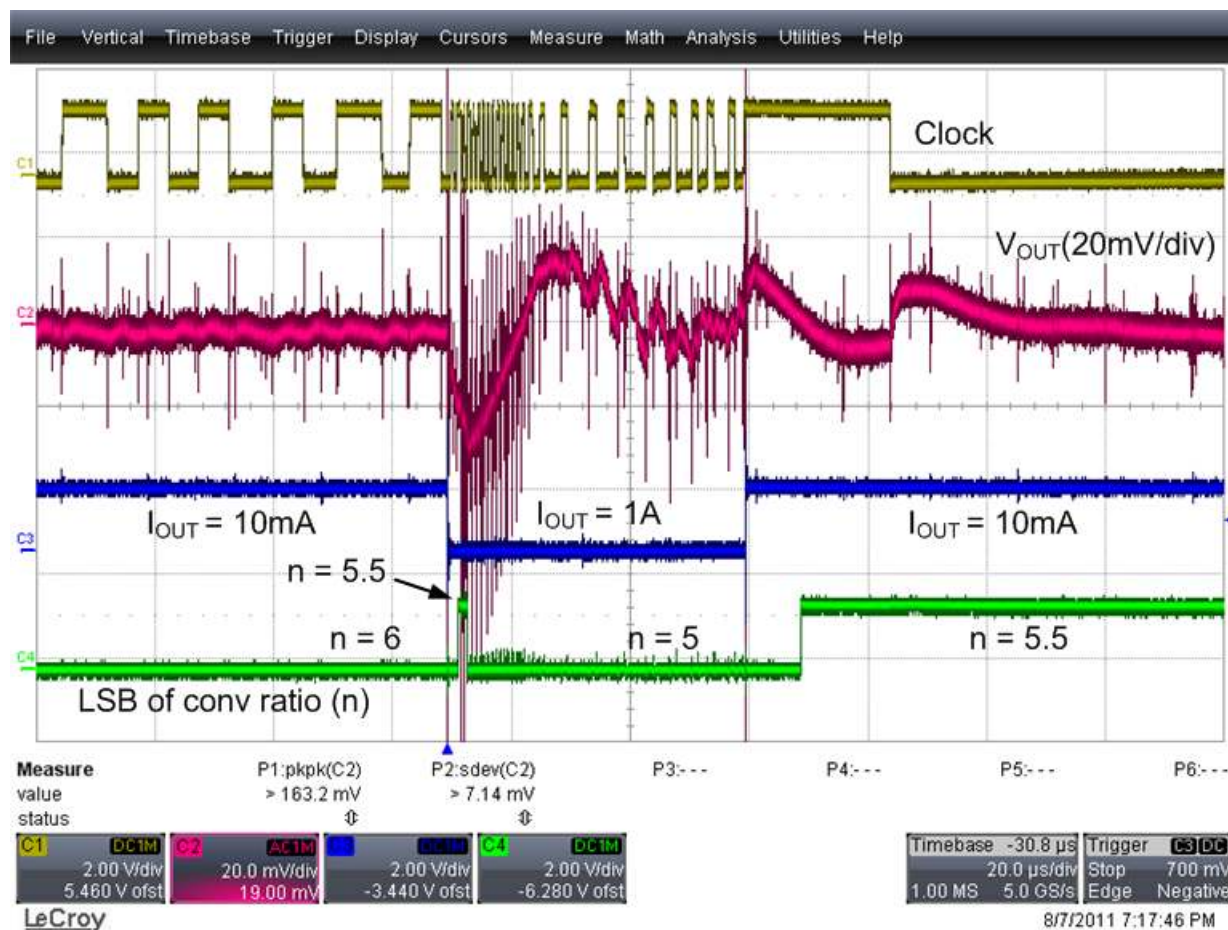 File Vertical Timebase Trigger Display Cursors Measure Math Analysis Utilities Help
C1
Clock
V_OUT(20mV/div)
C2
I_OUT = 10mA
I_OUT = 1A
I_OUT = 10mA
C3
n = 5.5
n = 6
n = 5
n = 5.5
C4
LSB of conv ratio (n)
Measure P1:pkpk(C2) P2:sdev(C2) P3:- - - P4:- - - P5:- - - P6:- - -
value > 163.2 mV > 7.14 mV
status
C1 DC1M
2.00 V/div
5.460 V ofst
C2 AC1M
20.0 mV/div
19.00 mV
C3 DC1M
2.00 V/div
-3.440 V ofst
C4 DC1M
2.00 V/div
-6.280 V ofst
Timebase -30.8 µs
20.0 µs/div
1.00 MS 5.0 GS/s
Trigger C3 DC
Stop 700 mV
Edge Negative
LeCroy
8/7/2011 7:17:46 PM